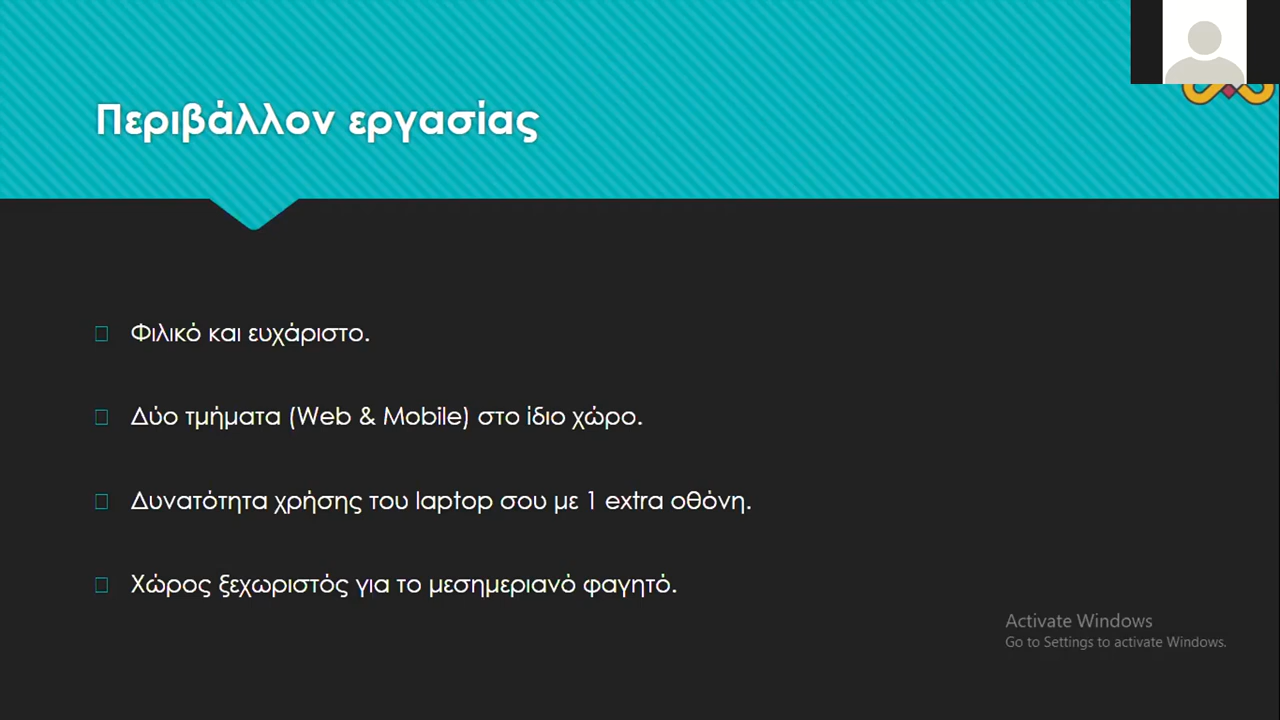 Περιβάλλον εργασίας
Φιλικό και ευχάριστο.
Δύο τμήματα (Web & Mobile) στο ίδιο χώρο.
Δυνατότητα χρήσης του laptop σου με 1 extra οθόνη.
Χώρος ξεχωριστός για το μεσημεριανό φαγητό.
Activate Windows
Go to Settings to activate Windows.